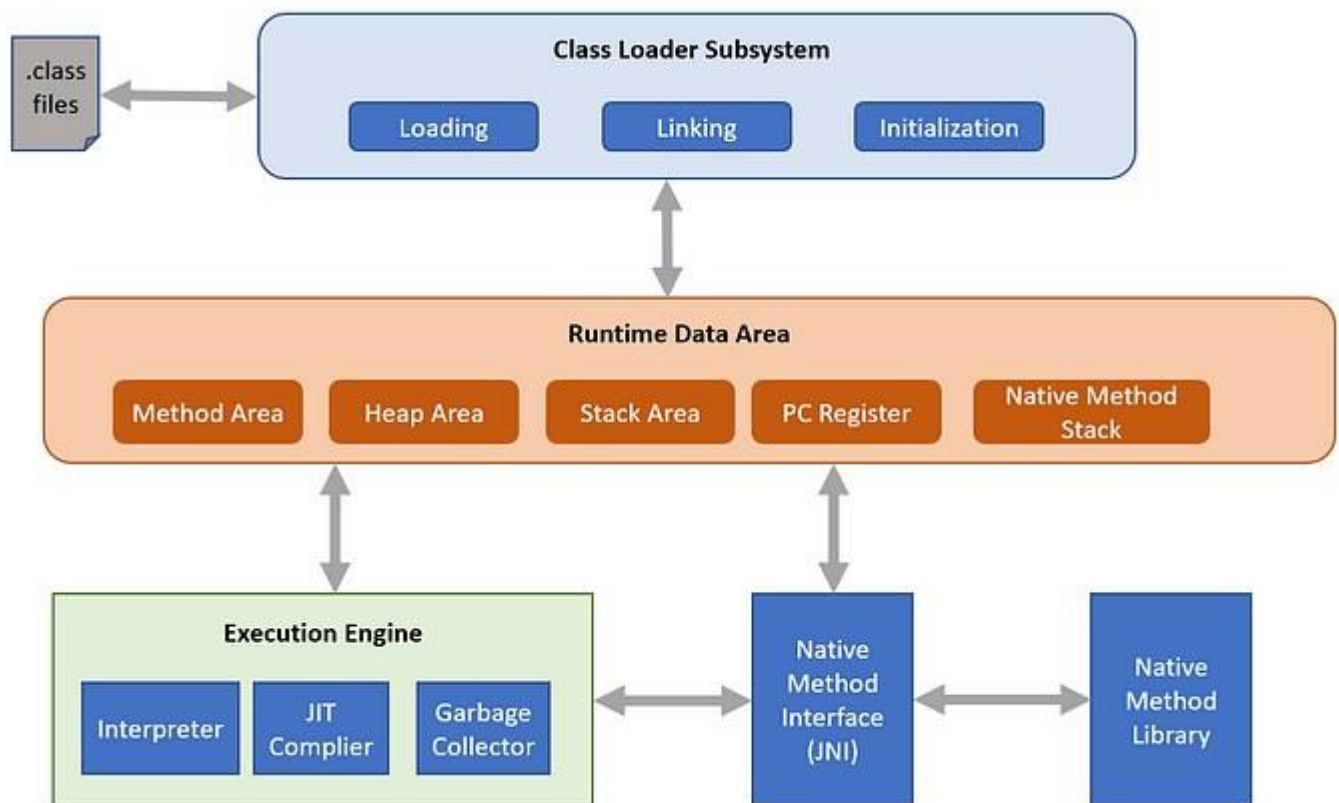 .class
files
Class Loader Subsystem
Loading
Linking
Initialization
Runtime Data Area
Method Area
Heap Area
Stack Area
PC Register
Native Method
Stack
Execution Engine
Interpreter
JIT
Complier
Garbage
Collector
Native
Method
Interface
(JNI)
Native
Method
Library